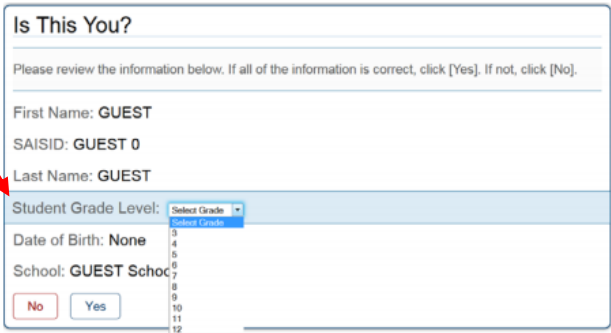 Is This You?
Please review the information below. If all of the information is correct, click [Yes]. If not, click [No].
First Name: GUEST
SAISID: GUEST 0
Last Name: GUEST
Student Grade Level: Select Grade
Select Grade
3
4
5
6
7
8
9
10
11
12
Date of Birth: None
School: GUEST Schoo
No
Yes